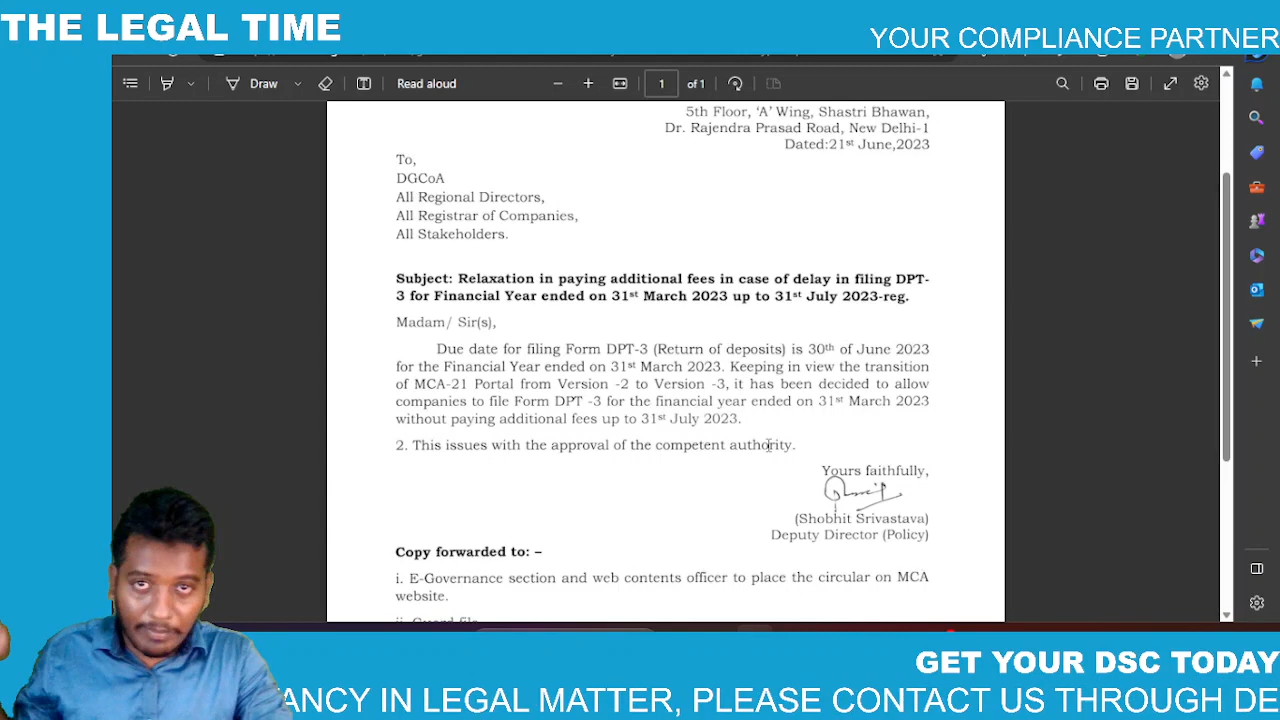 THE LEGAL TIME
YOUR COMPLIANCE PARTNER
Draw
Read aloud
1 of 1
5th Floor, ‘A’ Wing, Shastri Bhawan,
Dr. Rajendra Prasad Road, New Delhi-1
Dated:21st June,2023
To,
DGCoA
All Regional Directors,
All Registrar of Companies,
All Stakeholders.
Subject: Relaxation in paying additional fees in case of delay in filing DPT-
3 for Financial Year ended on 31st March 2023 up to 31st July 2023-reg.
Madam/ Sir(s),
Due date for filing Form DPT-3 (Return of deposits) is 30th of June 2023
for the Financial Year ended on 31st March 2023. Keeping in view the transition
of MCA-21 Portal from Version -2 to Version -3, it has been decided to allow
companies to file Form DPT -3 for the financial year ended on 31st March 2023
without paying additional fees up to 31st July 2023.
2. This issues with the approval of the competent authority.
Yours faithfully,
(Shobhit Srivastava)
Deputy Director (Policy)
Copy forwarded to: –
i. E-Governance section and web contents officer to place the circular on MCA
website.
ii. Guard file
GET YOUR DSC TODAY
TANCY IN LEGAL MATTER, PLEASE CONTACT US THROUGH DE